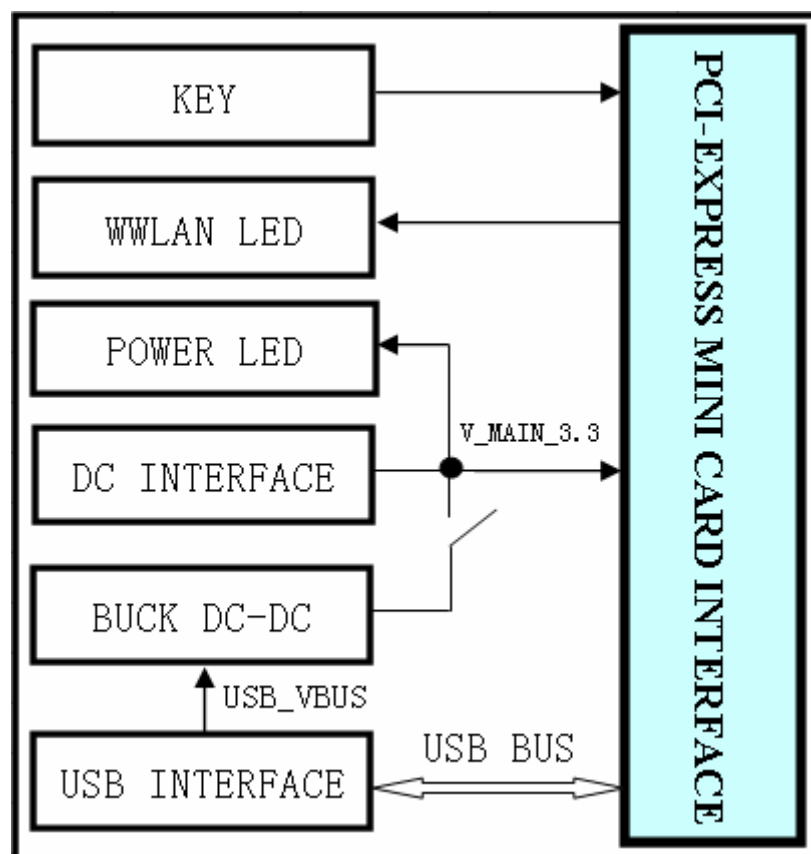 KEY
WWLAN LED
POWER LED
V_MAIN_3.3
DC INTERFACE
BUCK DC-DC
USB_VBUS
USB BUS
USB INTERFACE
PCI-EXPRESS MINI CARD INTERFACE